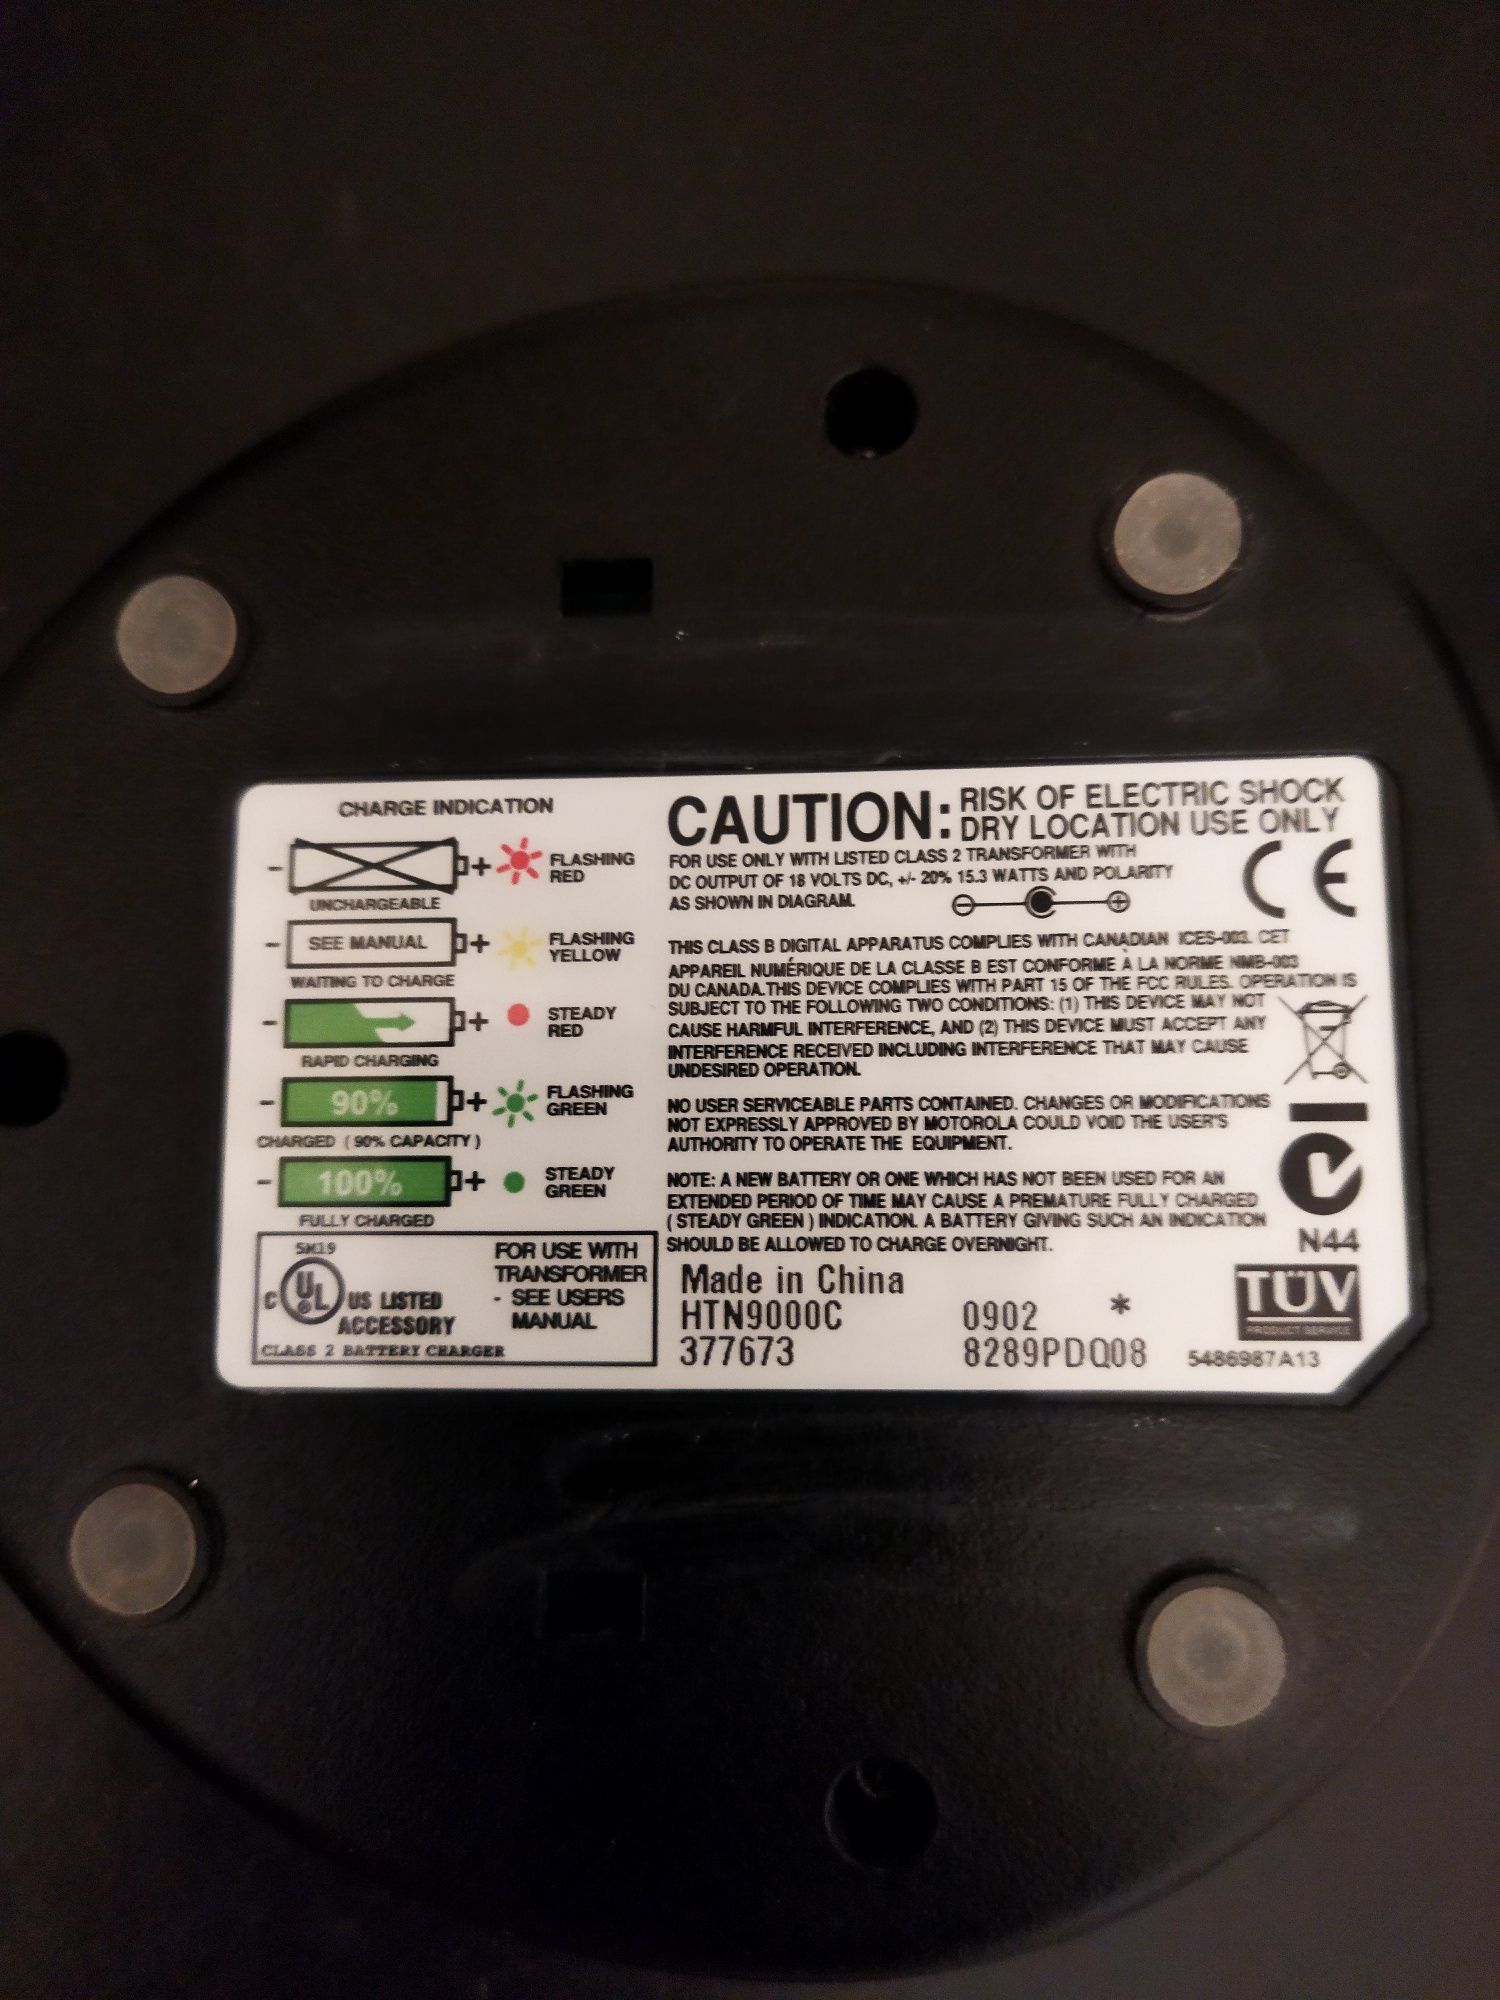 CHARGE INDICATION
- + FLASHING
RED
UNCHARGEABLE
- SEE MANUAL + FLASHING
YELLOW
WAITING TO CHARGE
- + STEADY
RED
RAPID CHARGING
- 90% + FLASHING
GREEN
CHARGED (90% CAPACITY)
- 100% + STEADY
GREEN
FULLY CHARGED
5M19
C UL US LISTED
ACCESSORY
CLASS 2 BATTERY CHARGER
FOR USE WITH
TRANSFORMER
- SEE USERS
MANUAL
CAUTION: RISK OF ELECTRIC SHOCK
DRY LOCATION USE ONLY
FOR USE ONLY WITH LISTED CLASS 2 TRANSFORMER WITH
DC OUTPUT OF 18 VOLTS DC, +/- 20% 15.3 WATTS AND POLARITY
AS SHOWN IN DIAGRAM.
CE
THIS CLASS B DIGITAL APPARATUS COMPLIES WITH CANADIAN ICES-003. CET
APPAREIL NUMÉRIQUE DE LA CLASSE B EST CONFORME À LA NORME NMB-003
DU CANADA.THIS DEVICE COMPLIES WITH PART 15 OF THE FCC RULES. OPERATION IS
SUBJECT TO THE FOLLOWING TWO CONDITIONS: (1) THIS DEVICE MAY NOT
CAUSE HARMFUL INTERFERENCE, AND (2) THIS DEVICE MUST ACCEPT ANY
INTERFERENCE RECEIVED INCLUDING INTERFERENCE THAT MAY CAUSE
UNDESIRED OPERATION.
NO USER SERVICEABLE PARTS CONTAINED. CHANGES OR MODIFICATIONS
NOT EXPRESSLY APPROVED BY MOTOROLA COULD VOID THE USER'S
AUTHORITY TO OPERATE THE EQUIPMENT.
NOTE: A NEW BATTERY OR ONE WHICH HAS NOT BEEN USED FOR AN
EXTENDED PERIOD OF TIME MAY CAUSE A PREMATURE FULLY CHARGED
(STEADY GREEN) INDICATION. A BATTERY GIVING SUCH AN INDICATION
SHOULD BE ALLOWED TO CHARGE OVERNIGHT.
N44
Made in China
HTN9000C 0902 *
377673 8289PDQ08
TÜV
PRODUCT SERVICE
5486987A13